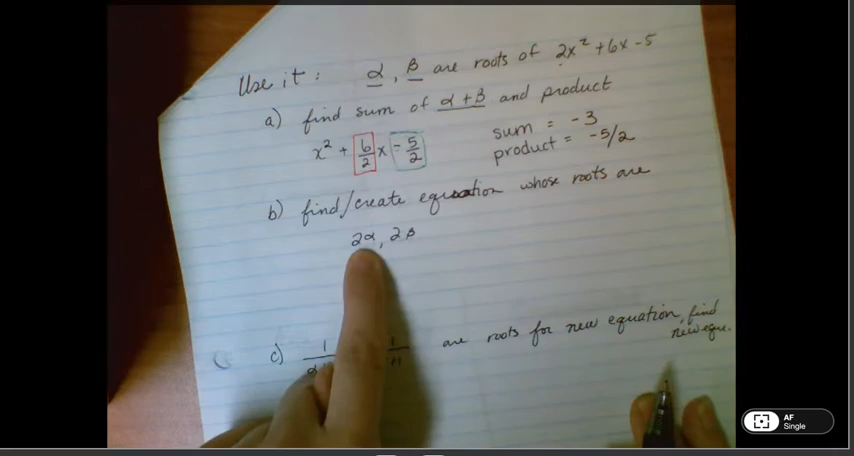 Use it : α , β are roots of 2x² + 6x - 5
a) find sum of α + β and product
x² + 6/2 x - 5/2
sum = -3
product = -5/2
b) find/create equation whose roots are
2α, 2β
c) 1 1 are roots for new equation, find
new eqn.
AF
Single